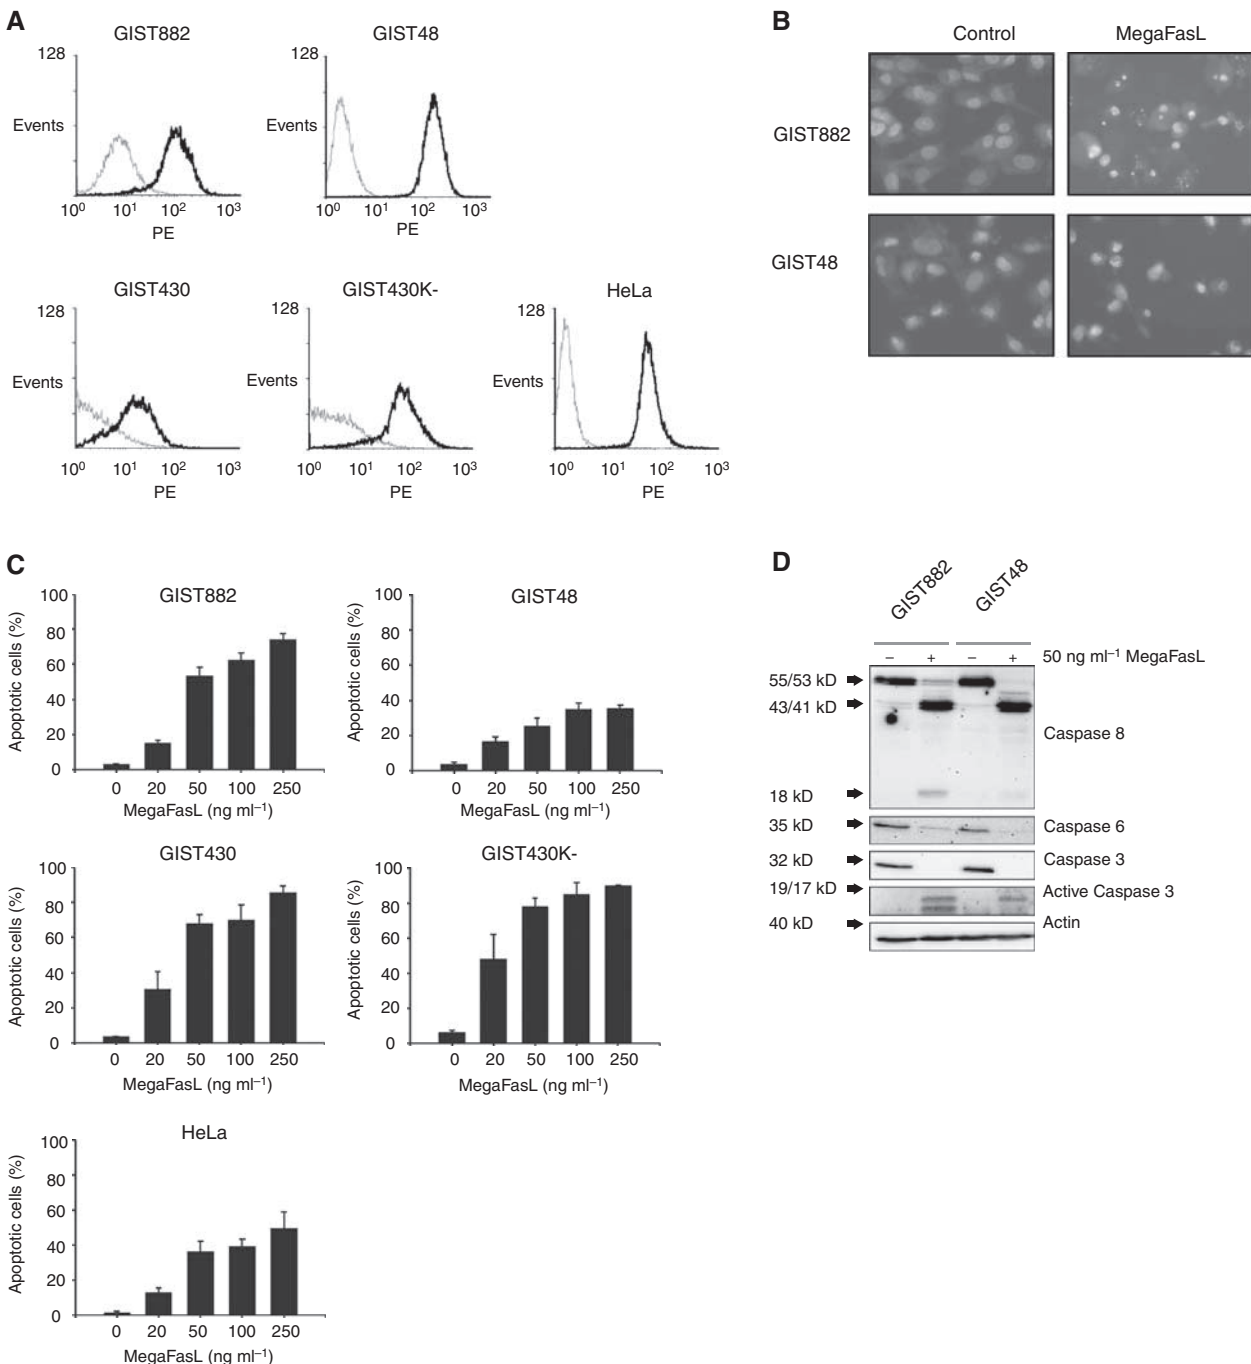 A
GIST882
128
Events
10⁰ 10¹ 10² 10³
PE
GIST48
128
Events
10⁰ 10¹ 10² 10³
PE
GIST430
128
Events
10⁰ 10¹ 10² 10³
PE
GIST430K-
128
Events
10⁰ 10¹ 10² 10³
PE
HeLa
128
Events
10⁰ 10¹ 10² 10³
PE
B
Control MegaFasL
GIST882
GIST48
C
GIST882
Apoptotic cells (%)
100
80
60
40
20
0
0 20 50 100 250
MegaFasL (ng ml⁻¹)
GIST48
Apoptotic cells (%)
100
80
60
40
20
0
0 20 50 100 250
MegaFasL (ng ml⁻¹)
GIST430
Apoptotic cells (%)
100
80
60
40
20
0
0 20 50 100 250
MegaFasL (ng ml⁻¹)
GIST430K-
Apoptotic cells (%)
100
80
60
40
20
0
0 20 50 100 250
MegaFasL (ng ml⁻¹)
HeLa
Apoptotic cells (%)
100
80
60
40
20
0
0 20 50 100 250
MegaFasL (ng ml⁻¹)
D
GIST882 GIST48
– + – + 50 ng ml⁻¹ MegaFasL
55/53 kD
43/41 kD
Caspase 8
18 kD
35 kD Caspase 6
32 kD Caspase 3
19/17 kD Active Caspase 3
40 kD Actin